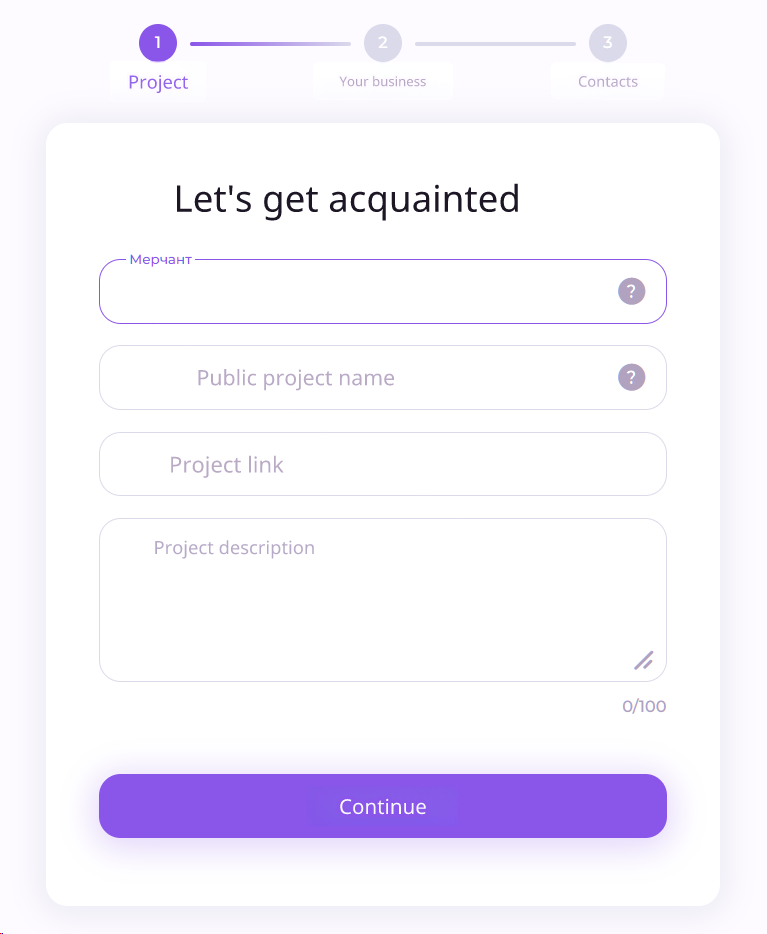 1
2
3
Project
Your business
Contacts
Let's get acquainted
Мерчант
?
Public project name
?
Project link
Project description
0/100
Continue